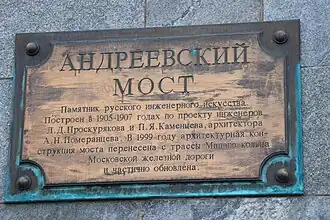 АНДРЕЕВСКИЙ
МОСТ
Памятник русского инженерного искусства.
Построен в 1905-1907 годах по проекту инженеров
Л.Д.Проскурякова и П.Я.Каменцева, архитектора
А.Н.Померанцева. В 1999 году архитектурная кон-
струкция моста перенесена с трассы Малого кольца
Московской железной дороги
и частично обновлена.